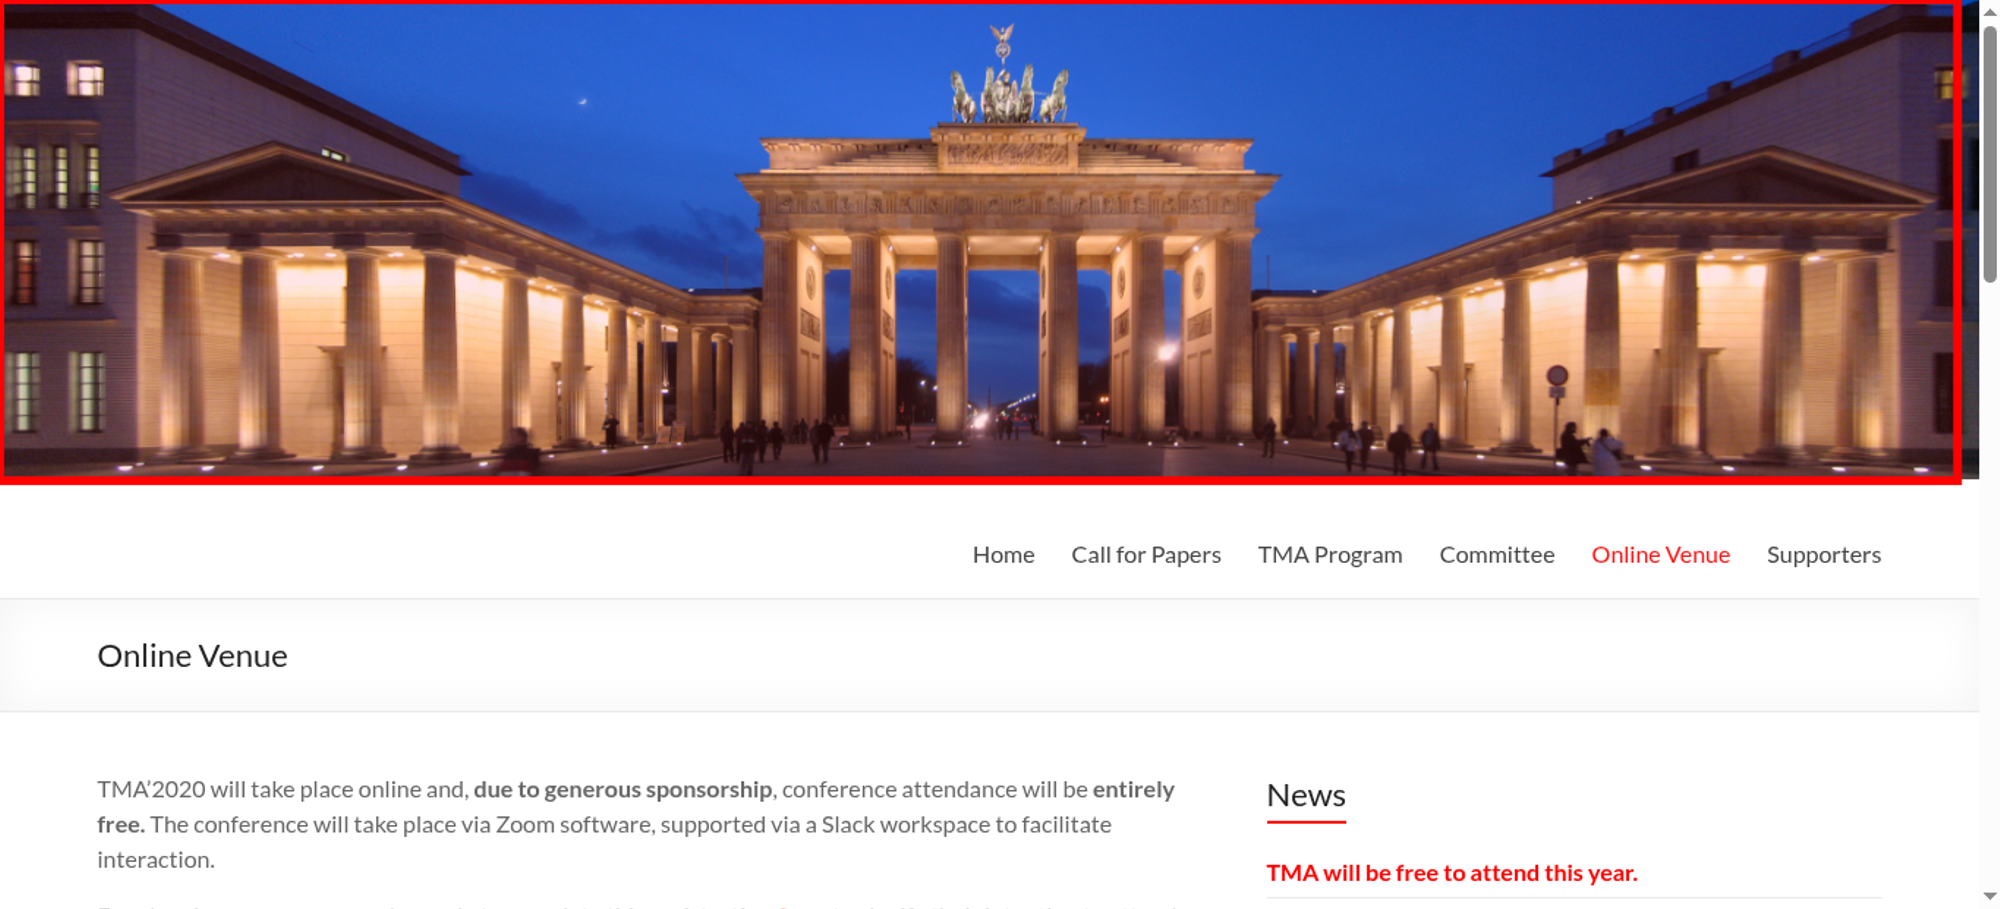 Home Call for Papers TMA Program Committee Online Venue Supporters
Online Venue
TMA’2020 will take place online and, due to generous sponsorship, conference attendance will be entirely
free. The conference will take place via Zoom software, supported via a Slack workspace to facilitate
interaction.
News
TMA will be free to attend this year.